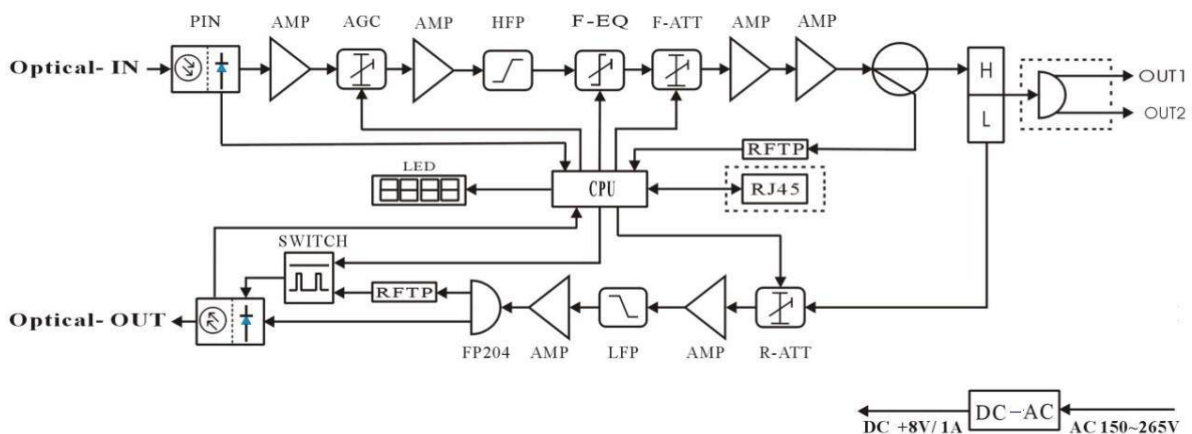 PIN AMP AGC AMP HFP F-EQ F-ATT AMP AMP
Optical- IN
H
OUT1
L
OUT2
RFTP
LED
CPU
RJ45
SWITCH
RFTP
Optical- OUT
FP204 AMP LFP AMP R-ATT
DC-AC
DC +8V/1A
AC 150~265V